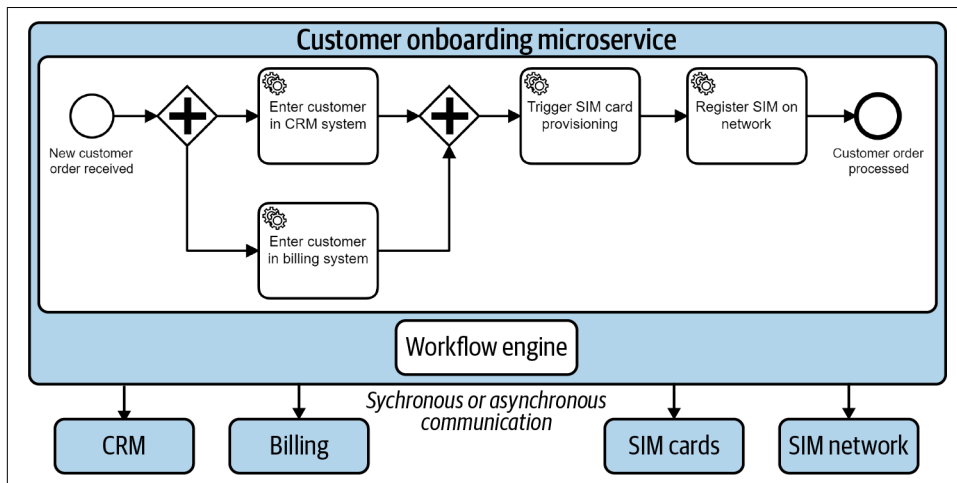 Customer onboarding microservice
New customer
order received
Enter customer
in CRM system
Enter customer
in billing system
Trigger SIM card
provisioning
Register SIM on
network
Customer order
processed
Workflow engine
Sychronous or asynchronous
communication
CRM
Billing
SIM cards
SIM network